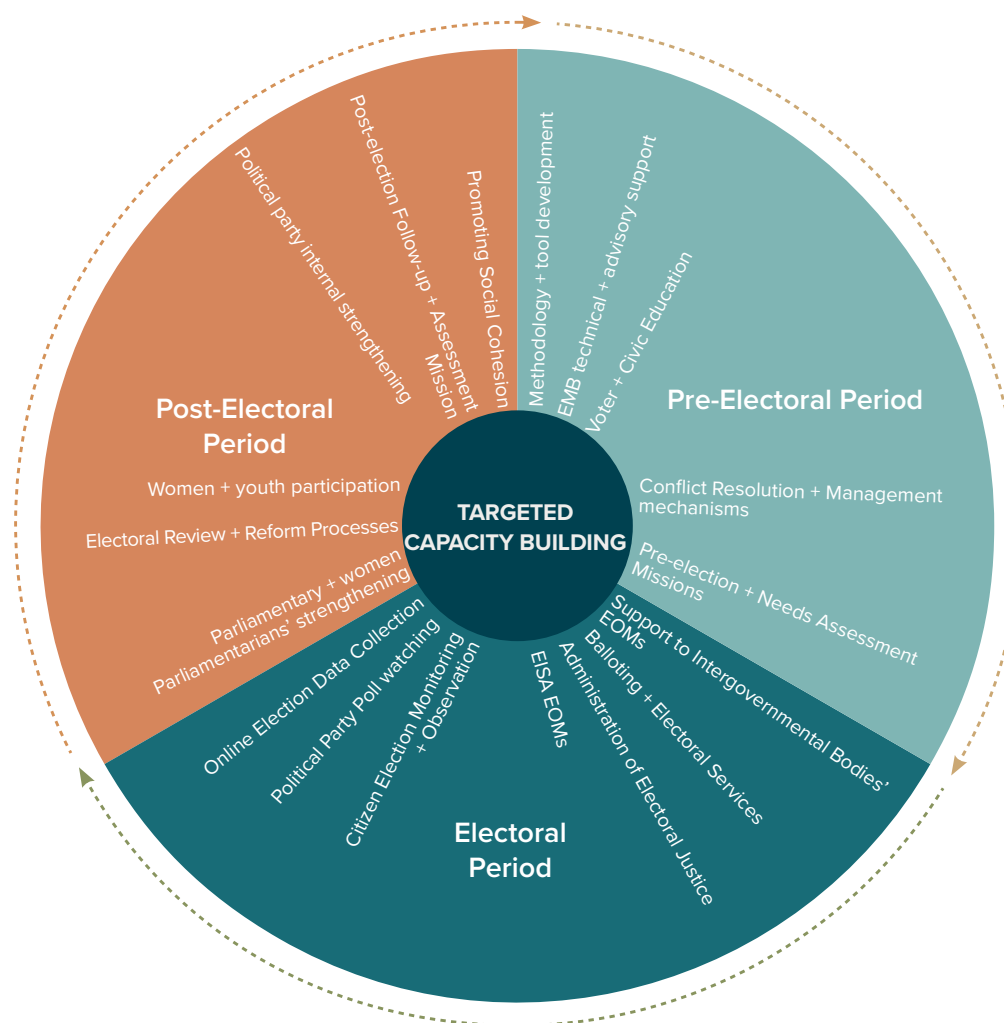 TARGETED
CAPACITY BUILDING
Pre-Electoral Period
Methodology + tool development
EMB technical + advisory support
Voter + Civic Education
Conflict Resolution + Management
mechanisms
Pre-election + Needs Assessment
Missions
Electoral
Period
Support to Intergovernmental Bodies’
EOMs
Balloting + Electoral Services
Administration of Electoral Justice
EISA EOMs
Citizen Election Monitoring
+ Observation
Political Party Poll watching
Online Election Data Collection
Post-Electoral
Period
Parliamentary + women
Parliamentarians’ strengthening
Electoral Review + Reform Processes
Women + youth participation
Political party internal strengthening
Post-election Follow-up + Assessment
Mission
Promoting Social Cohesion